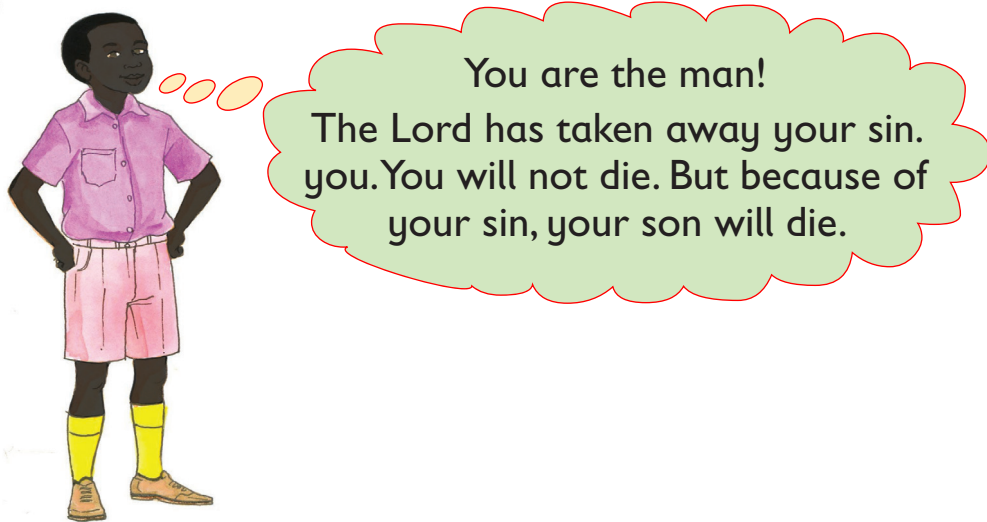 You are the man!
The Lord has taken away your sin.
you. You will not die. But because of
your sin, your son will die.